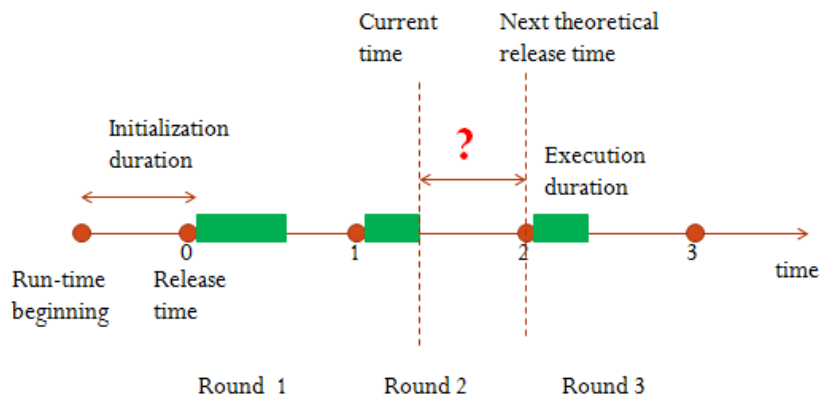 Current
time
Next theoretical
release time
Initialization
duration
?
Execution
duration
0
1
2
3
time
Run-time
beginning
Release
time
Round 1
Round 2
Round 3